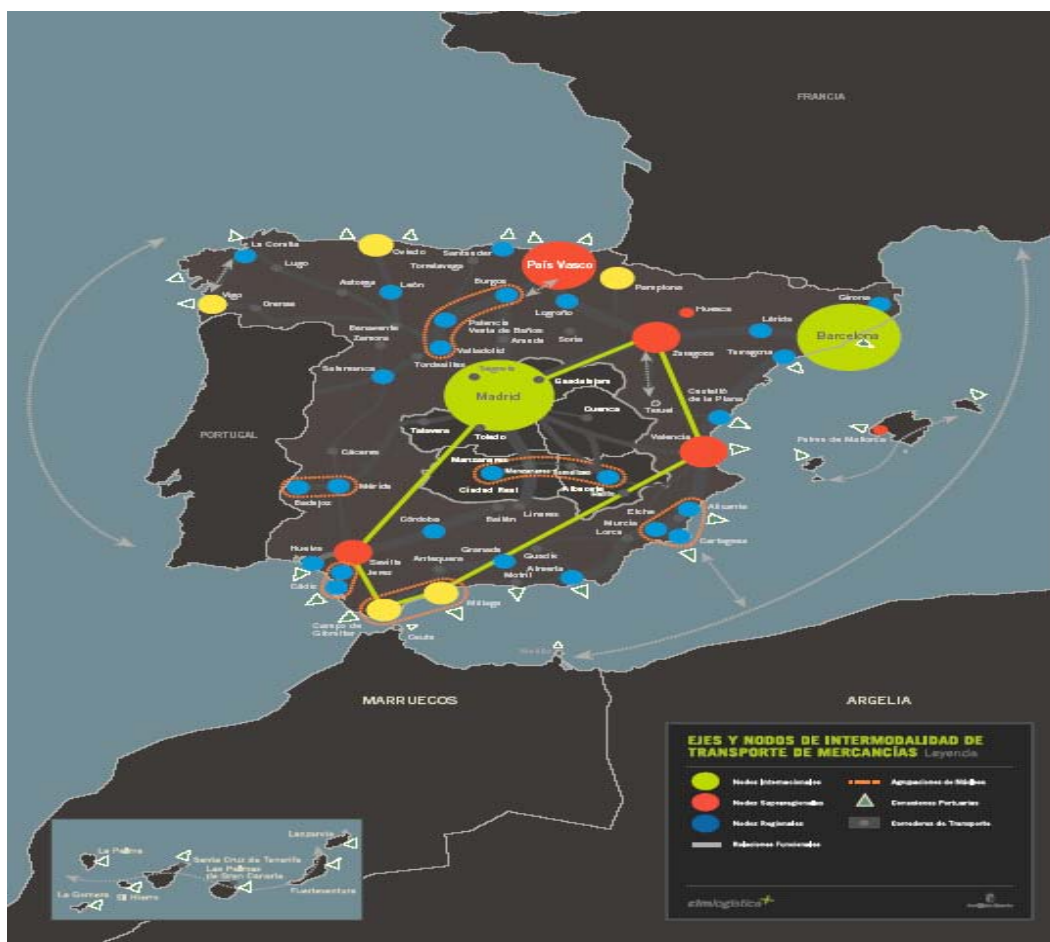 FRANCIA
La Coruña
Lugo
Oviedo
Santander
Torrelavega
País Vasco
Pamplona
Astorga
León
Burgos
Vigo
Orense
Logroño
Huesca
Girona
Palencia
Venta de Baños
Lérida
Barcelona
Benavente
Zamora
Aranda
Soria
Valladolid
Zaragoza
Tarragona
Tordesillas
Salamanca
Madrid
Guadalajara
Castelló
de la Plana
Cuenca
Teruel
PORTUGAL
Talavera
Toledo
Valencia
Palma de Mallorca
Cáceres
Manzanares
Ciudad Real
Albacete
Mérida
Badajoz
Linares
Bailén
Córdoba
Elche
Alicante
Murcia
Lorca
Cartagena
Huelva
Sevilla
Jerez
Antequera
Granada
Guadix
Cádiz
Motril
Almería
Málaga
Campo de
Gibraltar
Ceuta
MARRUECOS
ARGELIA
EJES Y NODOS DE INTERMODALIDAD DE
TRANSPORTE DE MERCANCÍAS Leyenda
Nodos Internacionales
Agrupaciones de Nodos
Nodos Supraregionales
Conexiones Portuarias
Nodos Regionales
Corredores de Transporte
Relaciones Funcionales
Lanzarote
La Palma
Santa Cruz de Tenerife
Las Palmas
de Gran Canaria
Fuerteventura
La Gomera
El Hierro